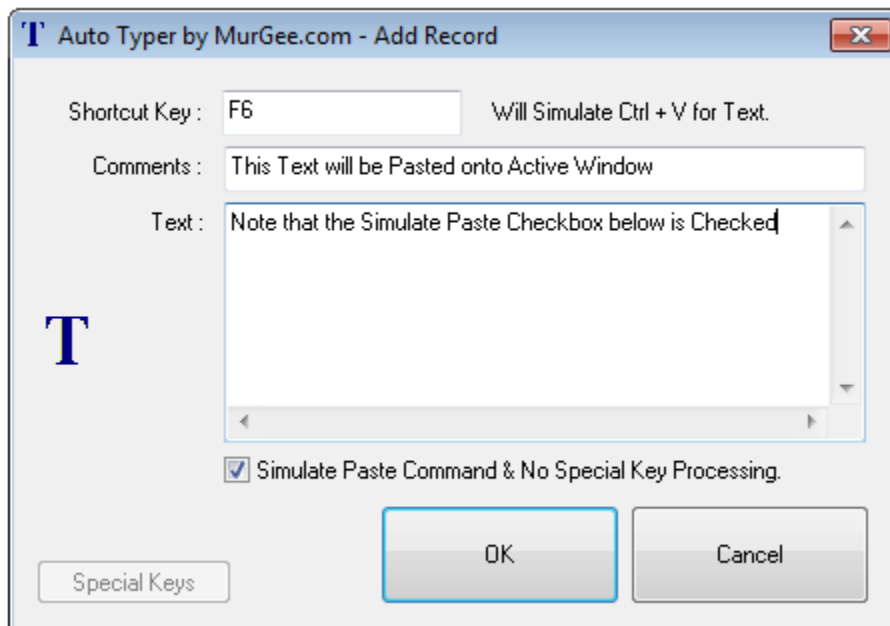 T Auto Typer by MurGee.com - Add Record
Shortcut Key : F6 Will Simulate Ctrl + V for Text.
Comments : This Text will be Pasted onto Active Window
Text : Note that the Simulate Paste Checkbox below is Checked
T
Simulate Paste Command & No Special Key Processing.
OK Cancel
Special Keys